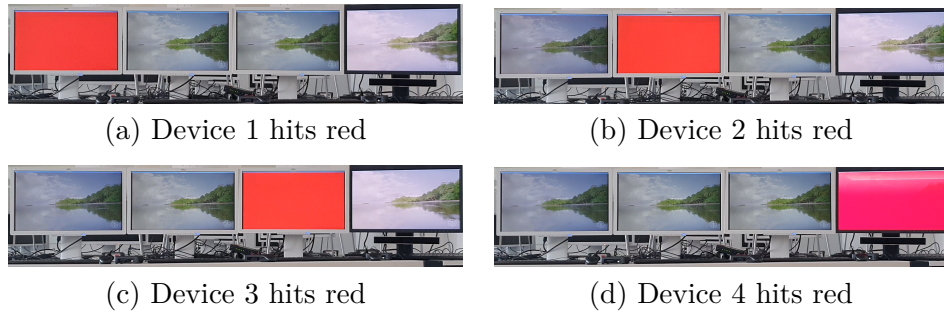 (a) Device 1 hits red
(b) Device 2 hits red
(c) Device 3 hits red
(d) Device 4 hits red